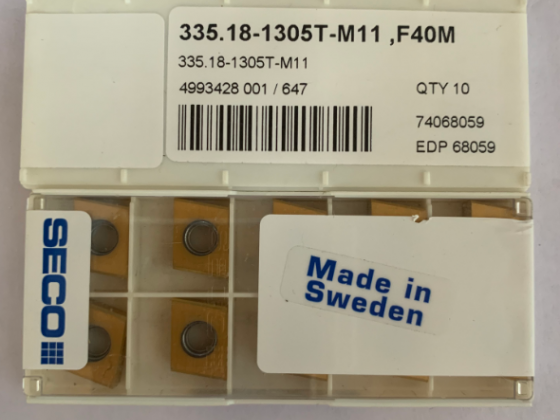 335.18-1305T-M11 ,F40M
335.18-1305T-M11
4993428 001 / 647
QTY 10
74068059
EDP 68059
SECO
Made in
Sweden